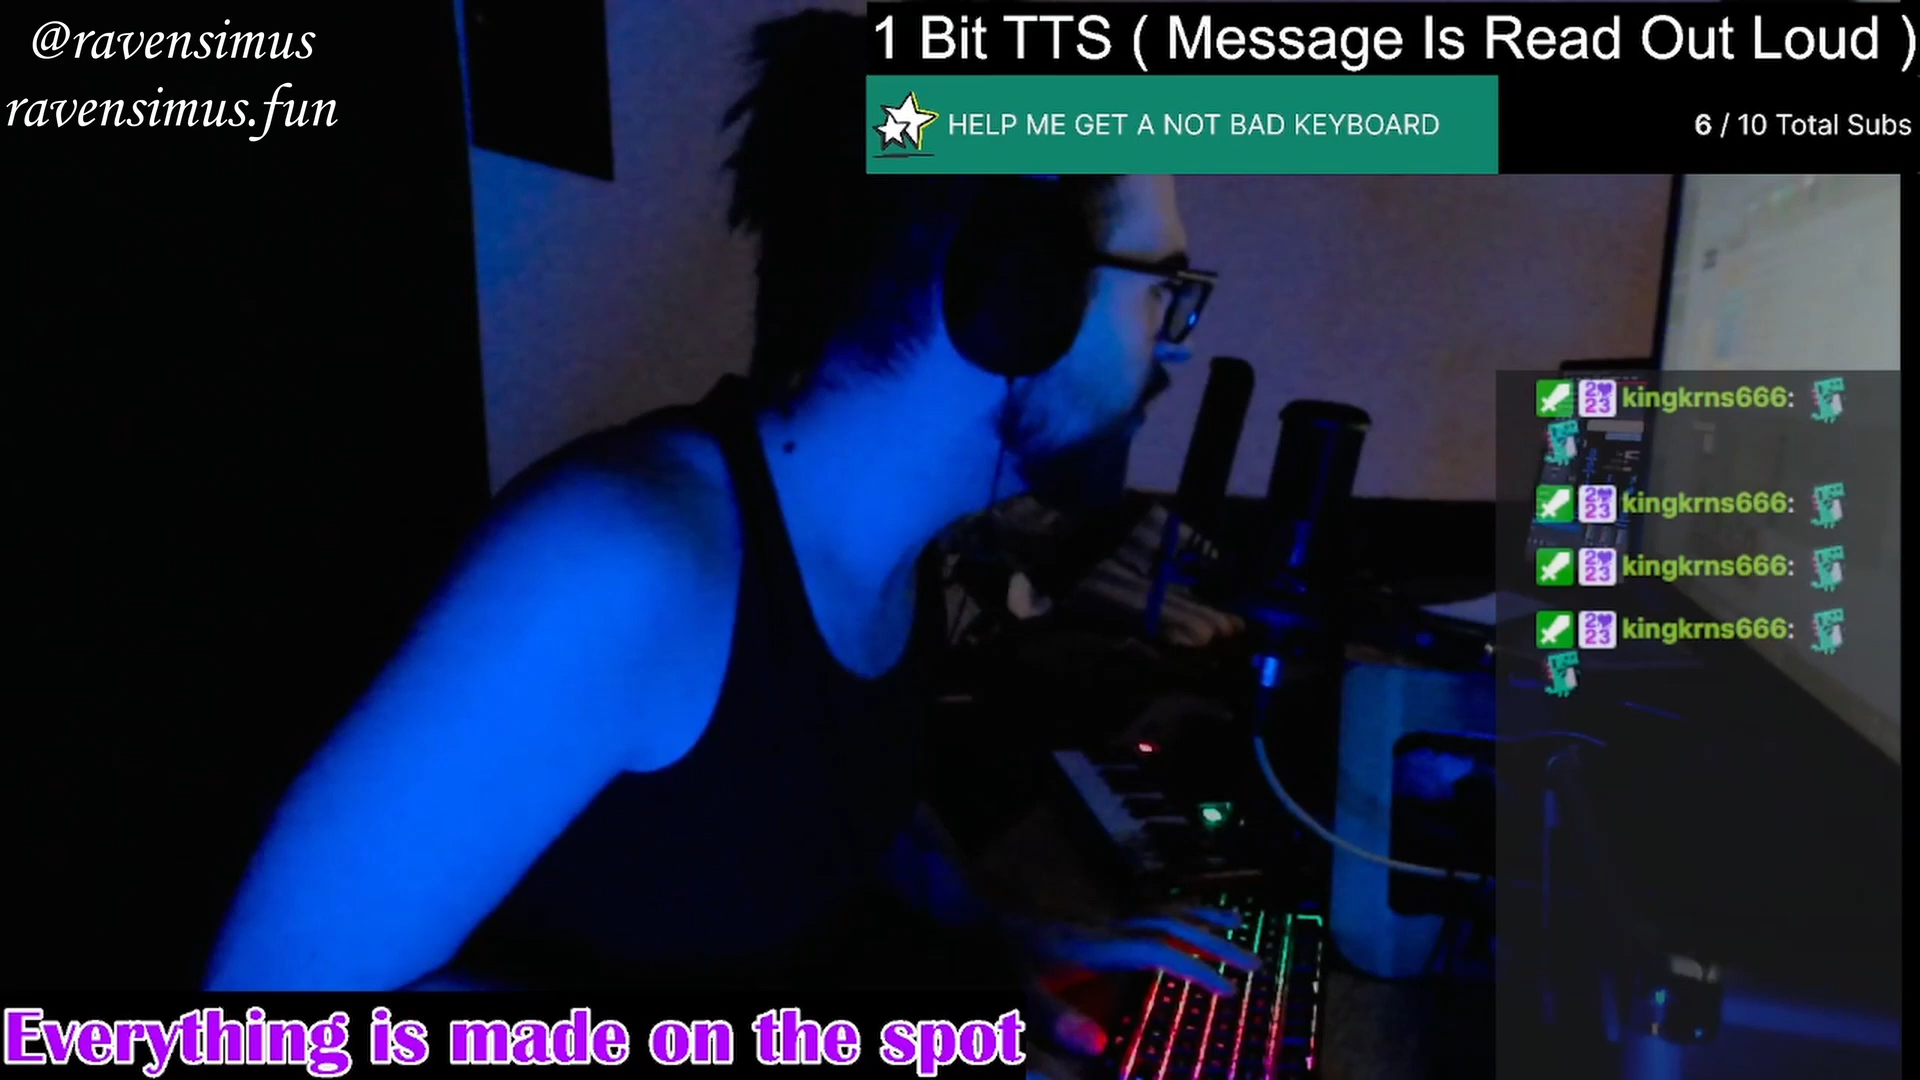 @ravensimus
ravensimus.fun
1 Bit TTS ( Message Is Read Out Loud )
HELP ME GET A NOT BAD KEYBOARD
6 / 10 Total Subs
kingkrns666:
kingkrns666:
kingkrns666:
kingkrns666:
Everything is made on the spot